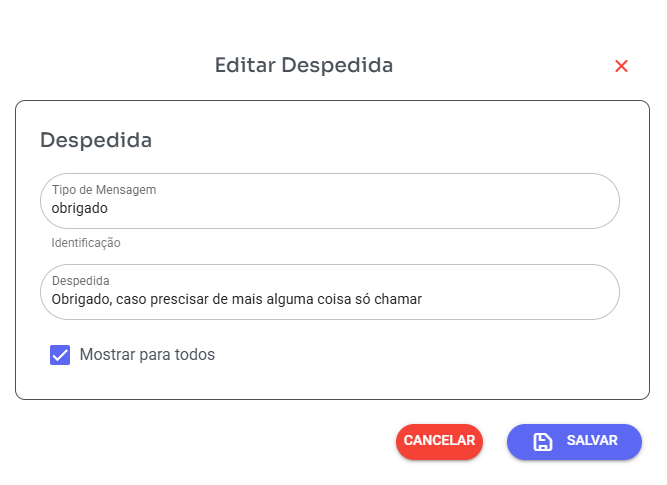 Editar Despedida
Despedida
Tipo de Mensagem
obrigado
Identificação
Despedida
Obrigado, caso prescisar de mais alguma coisa só chamar
Mostrar para todos
CANCELAR
SALVAR